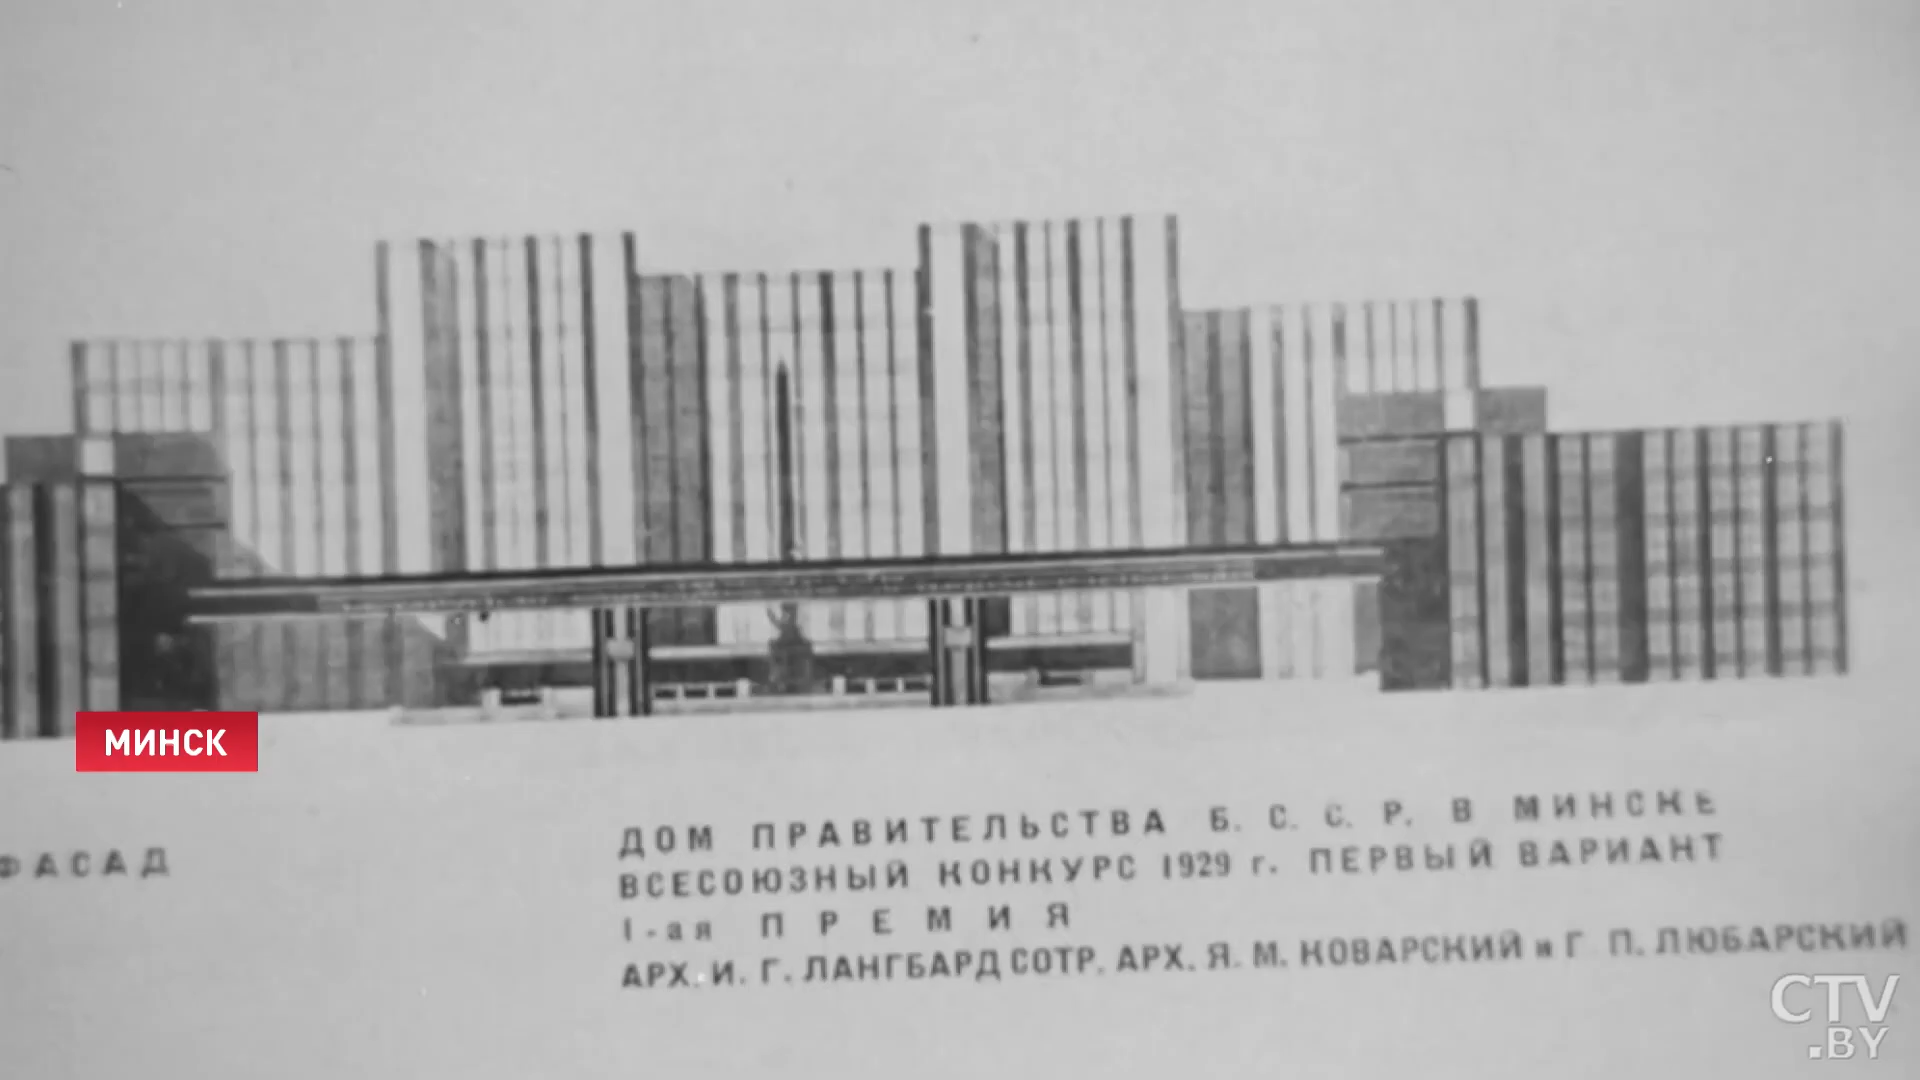 МИНСК
ФАСАД
ДОМ ПРАВИТЕЛЬСТВА Б. С. С. Р. В МИНСКЕ
ВСЕСОЮЗНЫЙ КОНКУРС 1929 г. ПЕРВЫЙ ВАРИАНТ
1-ая ПРЕМИЯ
АРХ. И. Г. ЛАНГБАРД СОТР. АРХ. Я. М. КОВАРСКИЙ и Г. П. ЛЮБАРСКИЙ
CTV
.BY